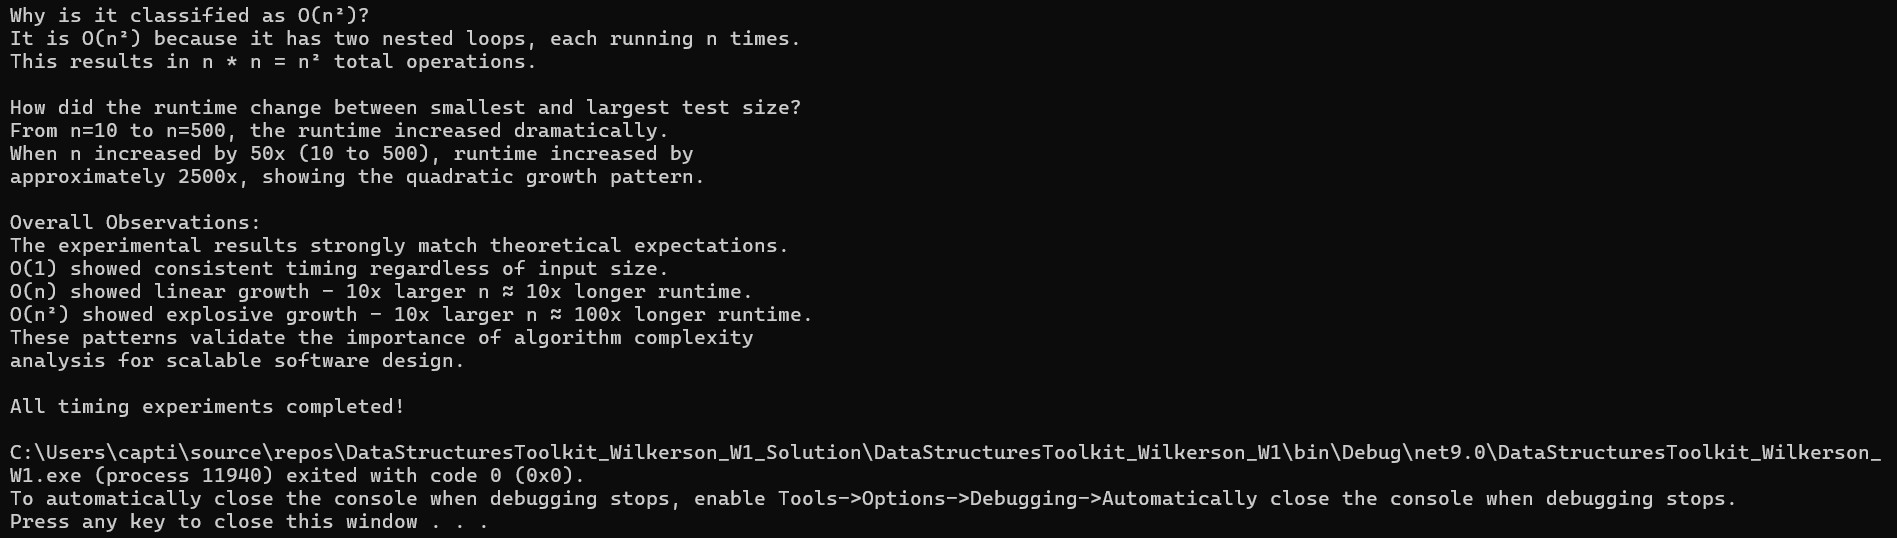 Why is it classified as O(n²)?
It is O(n²) because it has two nested loops, each running n times.
This results in n * n = n² total operations.
How did the runtime change between smallest and largest test size?
From n=10 to n=500, the runtime increased dramatically.
When n increased by 50x (10 to 500), runtime increased by
approximately 2500x, showing the quadratic growth pattern.
Overall Observations:
The experimental results strongly match theoretical expectations.
O(1) showed consistent timing regardless of input size.
O(n) showed linear growth - 10x larger n ≈ 10x longer runtime.
O(n²) showed explosive growth - 10x larger n ≈ 100x longer runtime.
These patterns validate the importance of algorithm complexity
analysis for scalable software design.
All timing experiments completed!
C:\Users\capti\source\repos\DataStructuresToolkit_Wilkerson_W1_Solution\DataStructuresToolkit_Wilkerson_W1\bin\Debug\net9.0\DataStructuresToolkit_Wilkerson_
W1.exe (process 11940) exited with code 0 (0x0).
To automatically close the console when debugging stops, enable Tools->Options->Debugging->Automatically close the console when debugging stops.
Press any key to close this window . . .